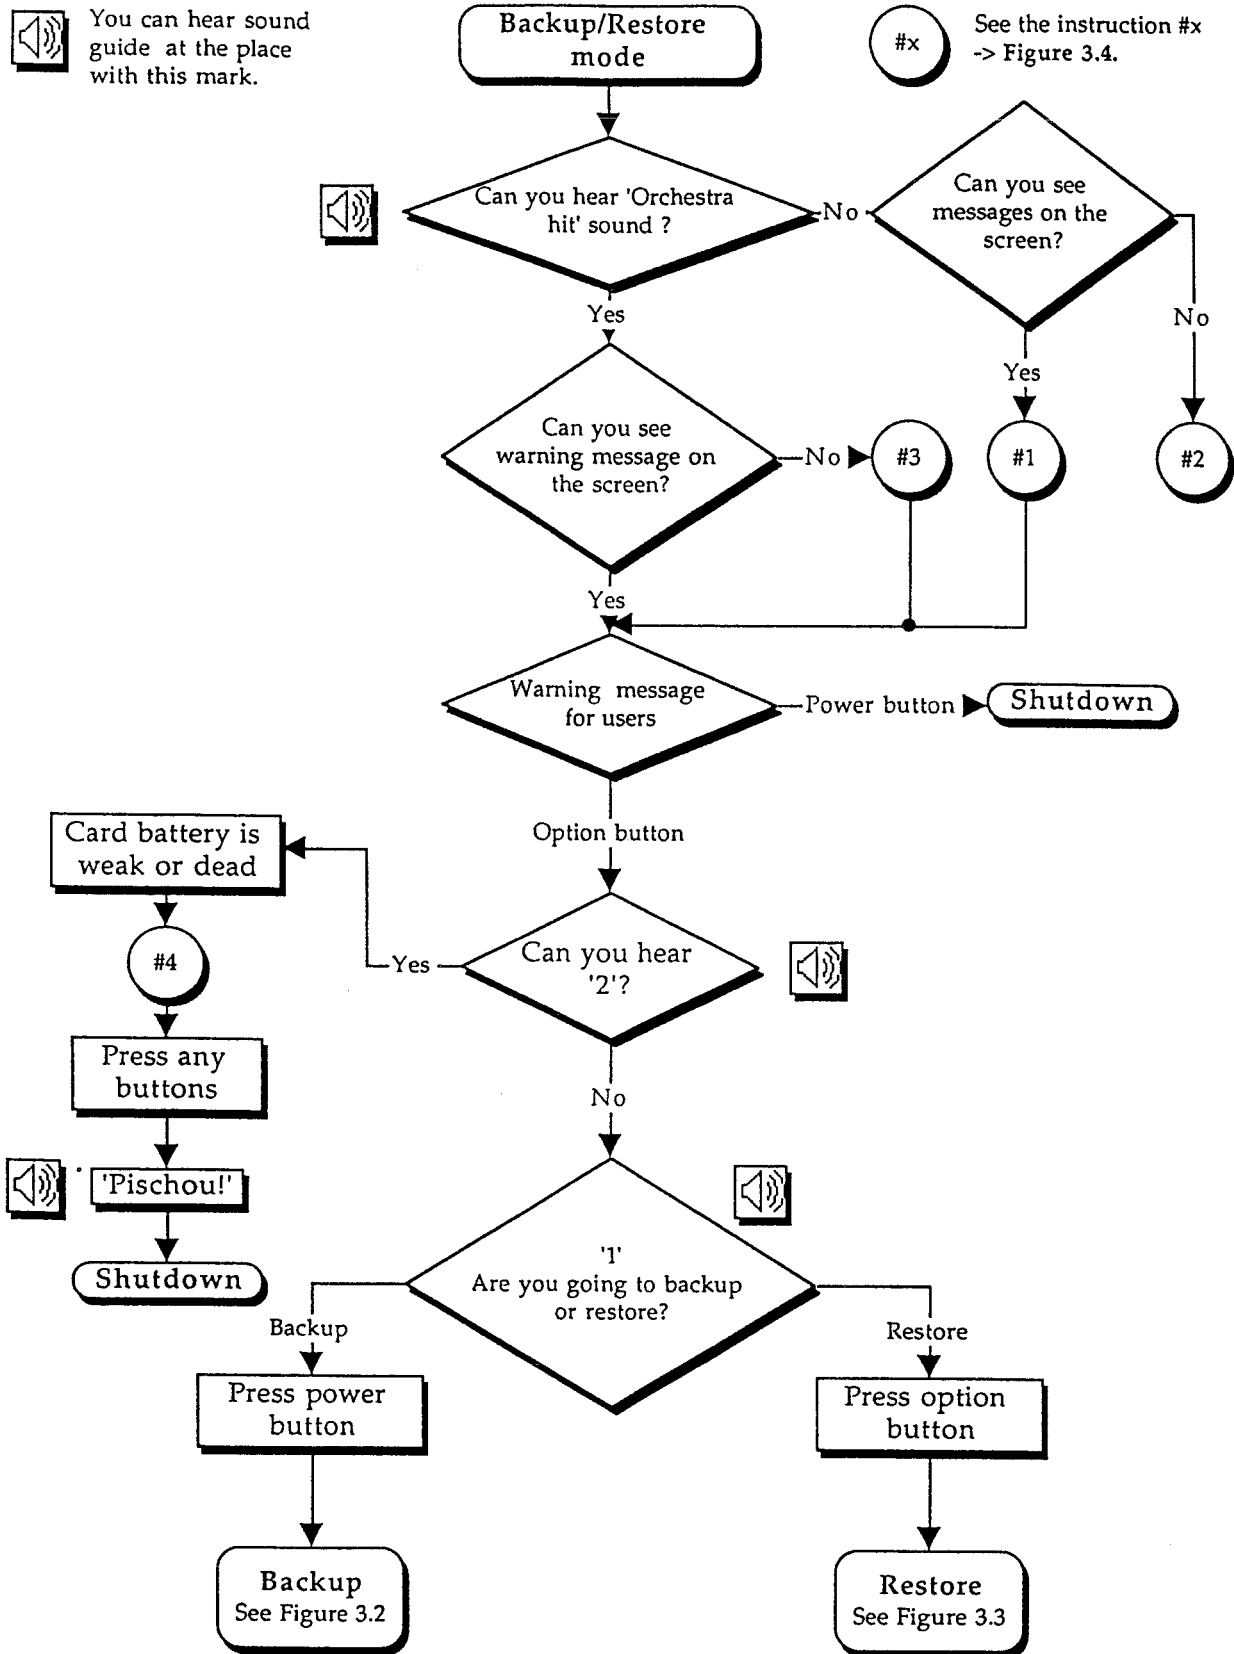 You can hear sound
guide at the place
with this mark.
Backup/Restore
mode
#x
See the instruction #x
-> Figure 3.4.
Can you hear 'Orchestra
hit' sound ?
No
Can you see
messages on the
screen?
Yes
No
Yes
Can you see
warning message on
the screen?
No
#3
#1
#2
Yes
Warning message
for users
Power button
Shutdown
Option button
Card battery is
weak or dead
Can you hear
'2'?
Yes
#4
Press any
buttons
No
'Pischou!'
Shutdown
'1'
Are you going to backup
or restore?
Backup
Restore
Press power
button
Press option
button
Backup
See Figure 3.2
Restore
See Figure 3.3